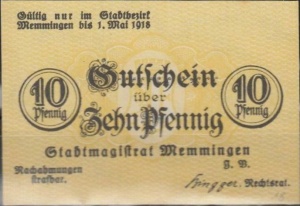 Gültig nur im Stadtbezirk
Memmingen bis 1. Mai 1918
Gutschein
über
10
Pfennig
Zehn Pfennig
10
Pfennig
Stadtmagistrat Memmingen
J. V.
Nachahmungen
strafbar.
Rechtsrat.